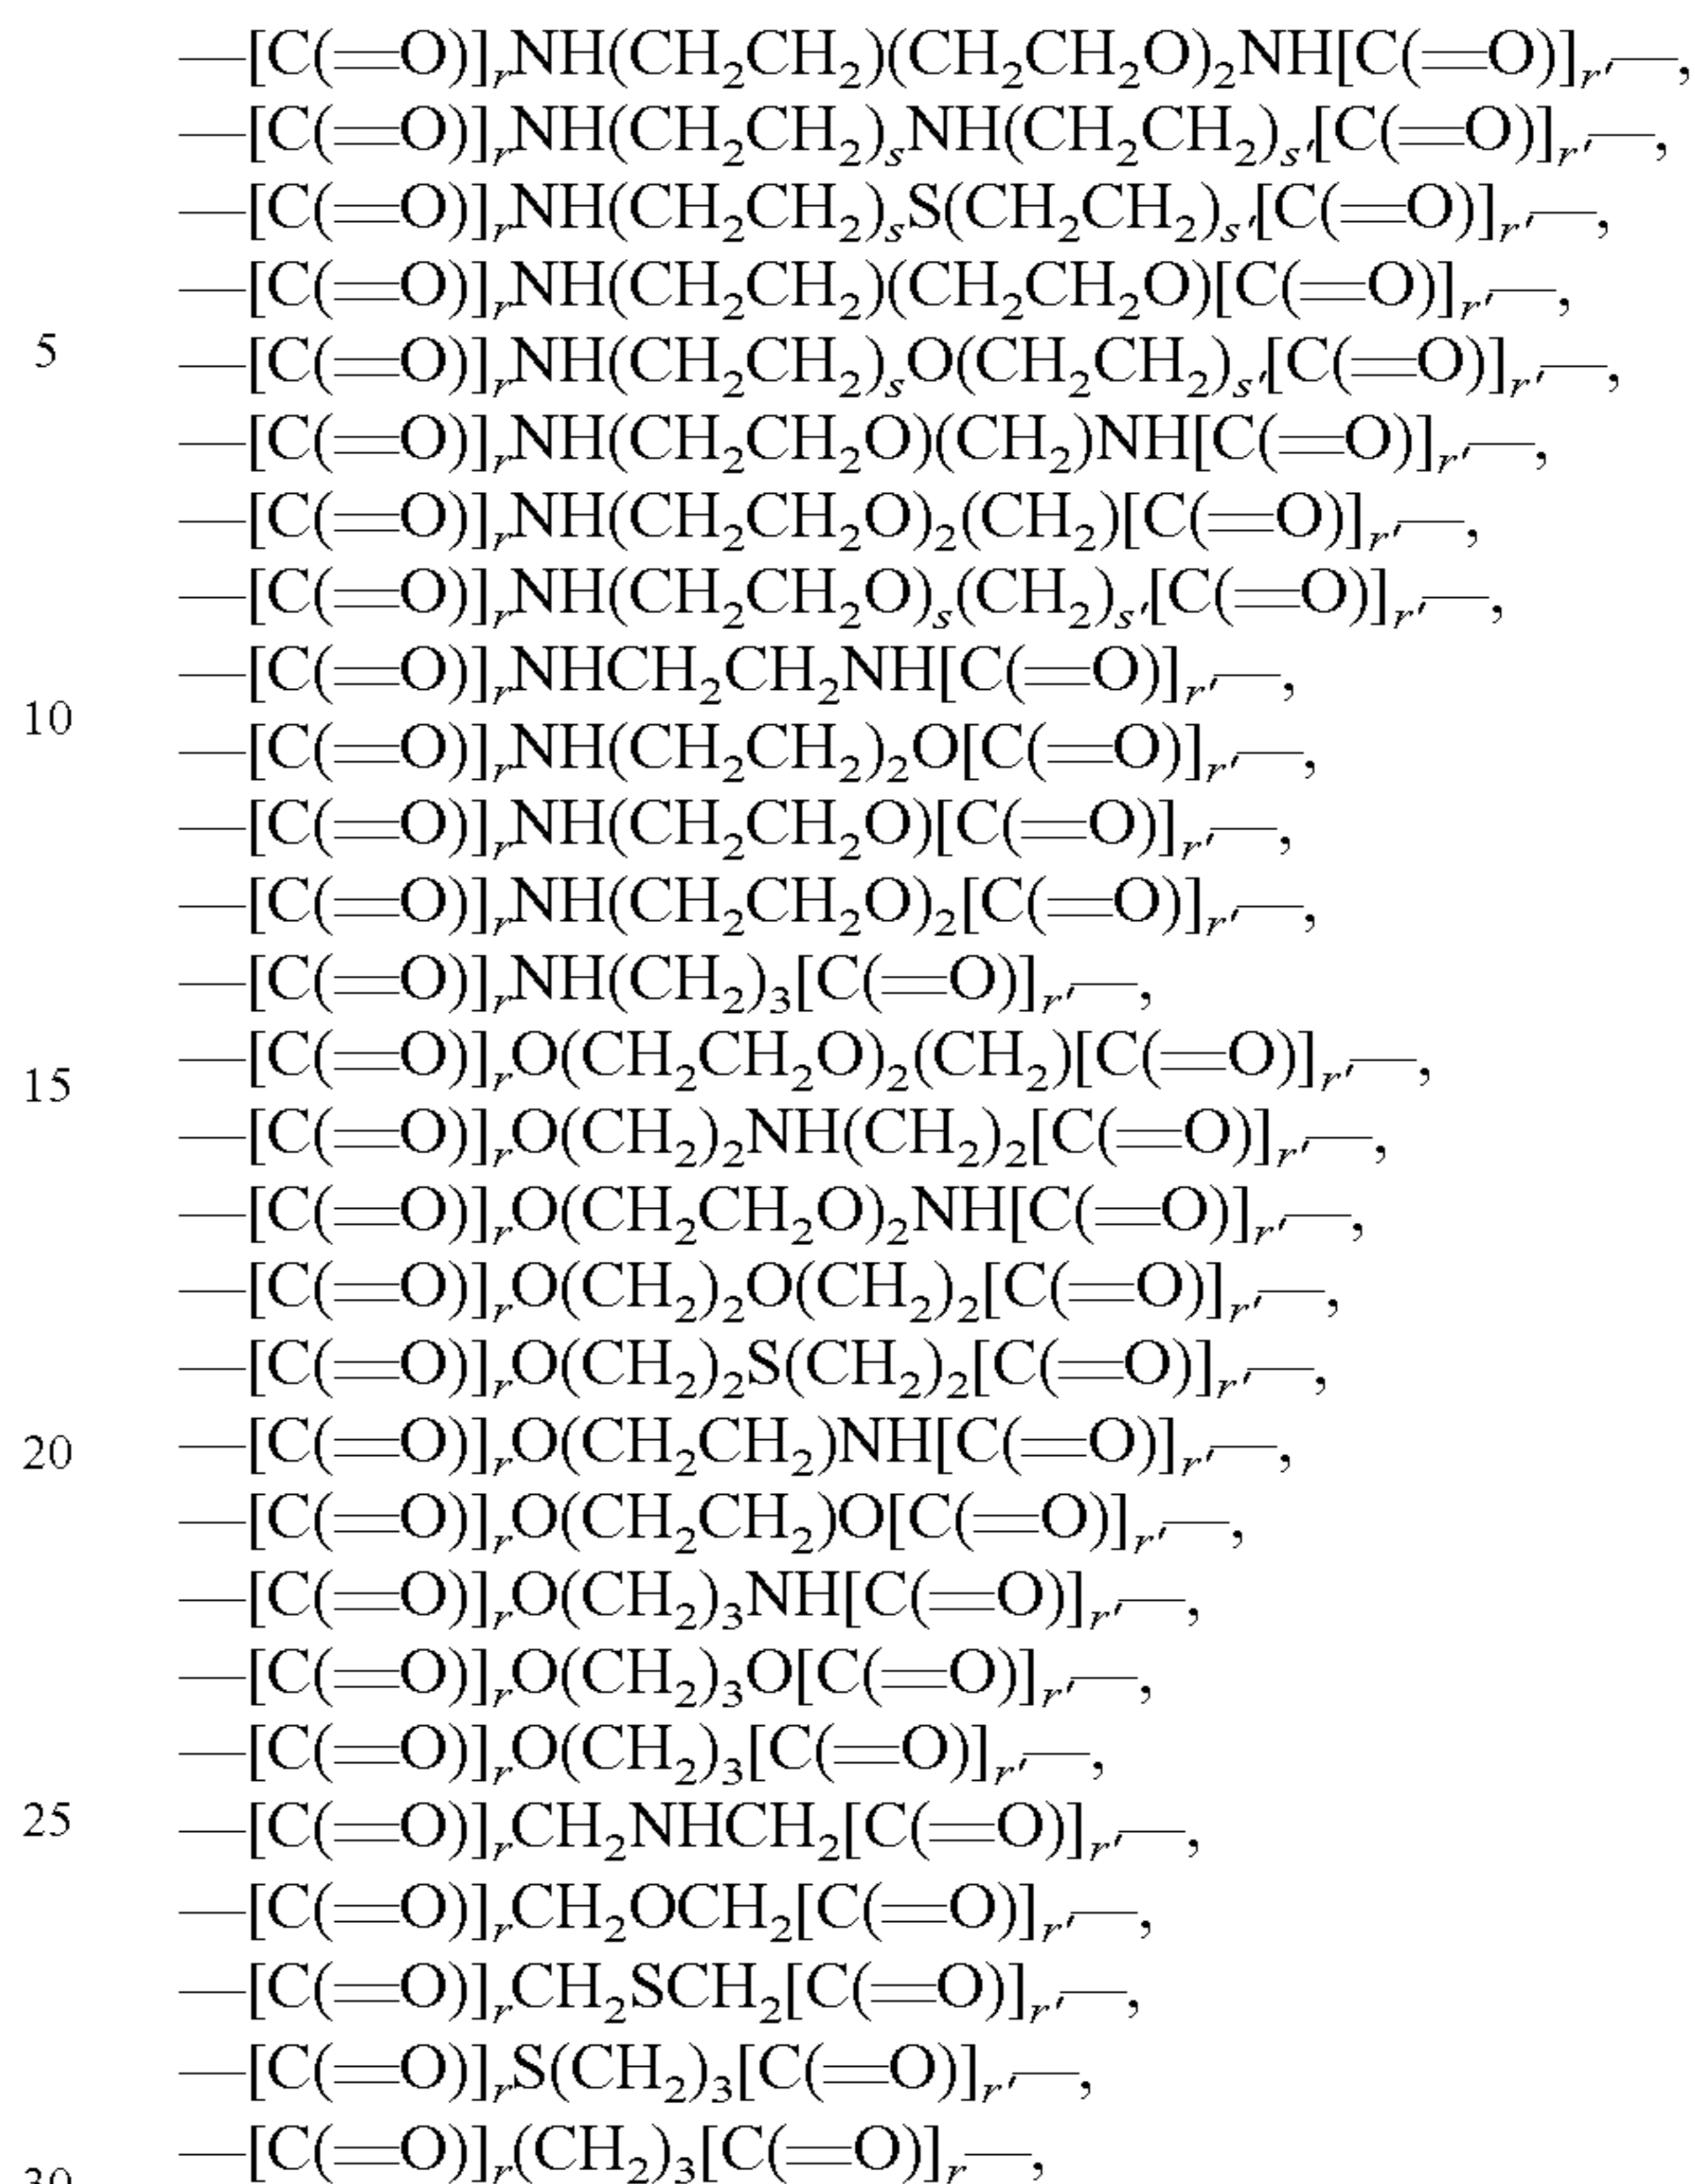 —[C(=O)]rNH(CH2CH2)(CH2CH2O)2NH[C(=O)]r'—,
—[C(=O)]rNH(CH2CH2)sNH(CH2CH2)s'[C(=O)]r'—,
—[C(=O)]rNH(CH2CH2)sS(CH2CH2)s'[C(=O)]r'—,
—[C(=O)]rNH(CH2CH2)(CH2CH2O)[C(=O)]r'—,
5 —[C(=O)]rNH(CH2CH2)sO(CH2CH2)s'[C(=O)]r'—,
—[C(=O)]rNH(CH2CH2O)(CH2)NH[C(=O)]r'—,
—[C(=O)]rNH(CH2CH2O)2(CH2)[C(=O)]r'—,
—[C(=O)]rNH(CH2CH2O)s(CH2)s'[C(=O)]r'—,
—[C(=O)]rNHCH2CH2NH[C(=O)]r'—,
10 —[C(=O)]rNH(CH2CH2)2O[C(=O)]r'—,
—[C(=O)]rNH(CH2CH2O)[C(=O)]r'—,
—[C(=O)]rNH(CH2CH2O)2[C(=O)]r'—,
—[C(=O)]rNH(CH2)3[C(=O)]r'—,
15 —[C(=O)]rO(CH2CH2O)2(CH2)[C(=O)]r'—,
—[C(=O)]rO(CH2)2NH(CH2)2[C(=O)]r'—,
—[C(=O)]rO(CH2CH2O)2NH[C(=O)]r'—,
—[C(=O)]rO(CH2)2O(CH2)2[C(=O)]r'—,
—[C(=O)]rO(CH2)2S(CH2)2[C(=O)]r'—,
20 —[C(=O)]rO(CH2CH2)NH[C(=O)]r'—,
—[C(=O)]rO(CH2CH2)O[C(=O)]r'—,
—[C(=O)]rO(CH2)3NH[C(=O)]r'—,
—[C(=O)]rO(CH2)3O[C(=O)]r'—,
—[C(=O)]rO(CH2)3[C(=O)]r'—,
25 —[C(=O)]rCH2NHCH2[C(=O)]r'—,
—[C(=O)]rCH2OCH2[C(=O)]r'—,
—[C(=O)]rCH2SCH2[C(=O)]r'—,
—[C(=O)]rS(CH2)3[C(=O)]r'—,
30 —[C(=O)]r(CH2)3[C(=O)]r—,